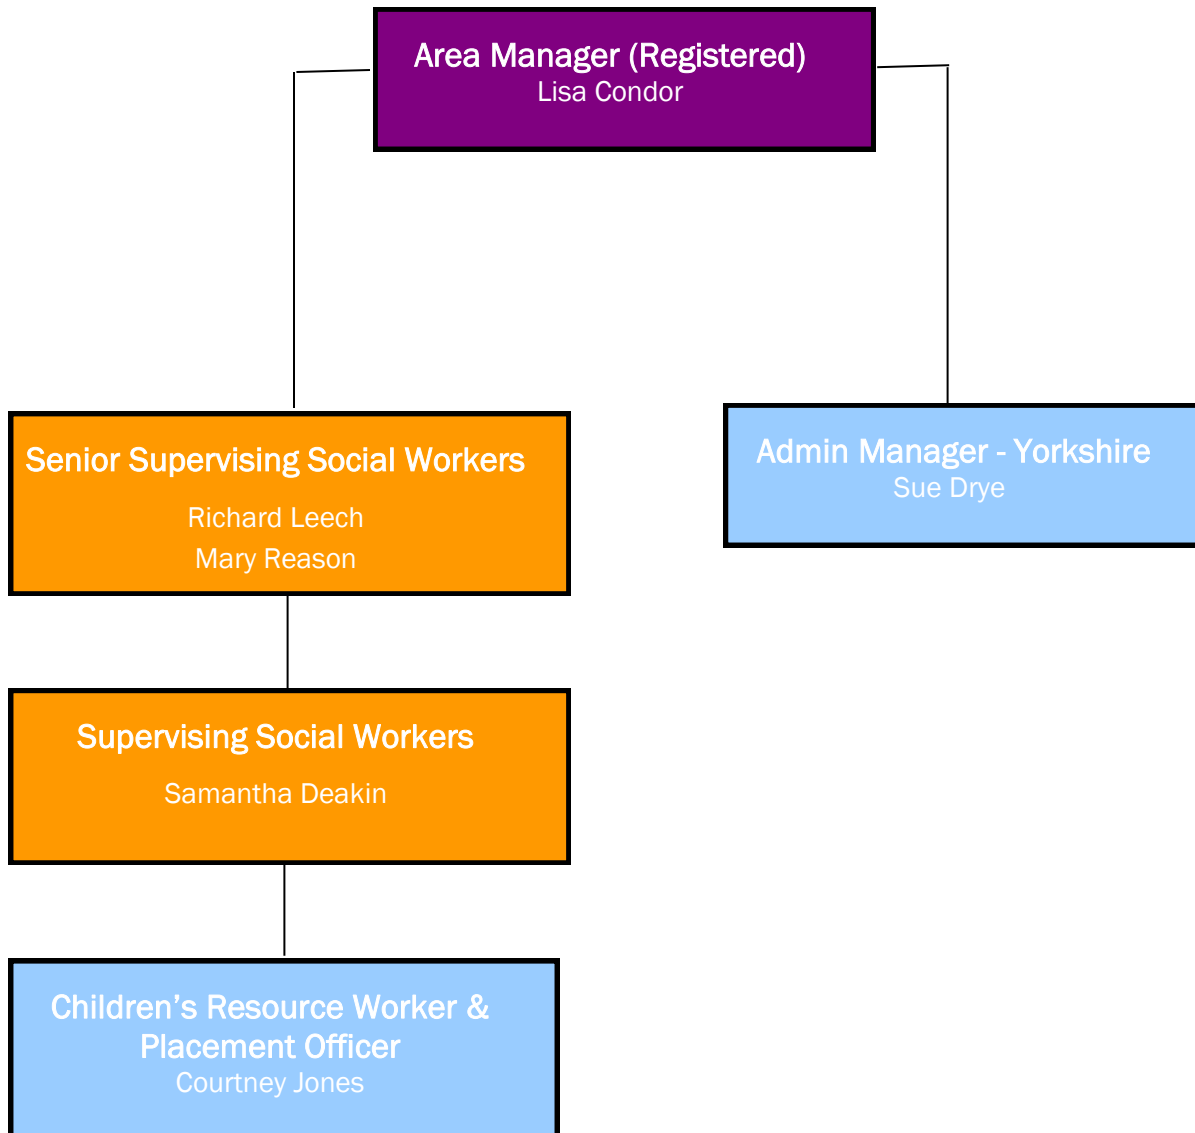 Area Manager (Registered)
Lisa Condor
Senior Supervising Social Workers
Richard Leech
Mary Reason
Admin Manager - Yorkshire
Sue Drye
Supervising Social Workers
Samantha Deakin
Children’s Resource Worker &
Placement Officer
Courtney Jones